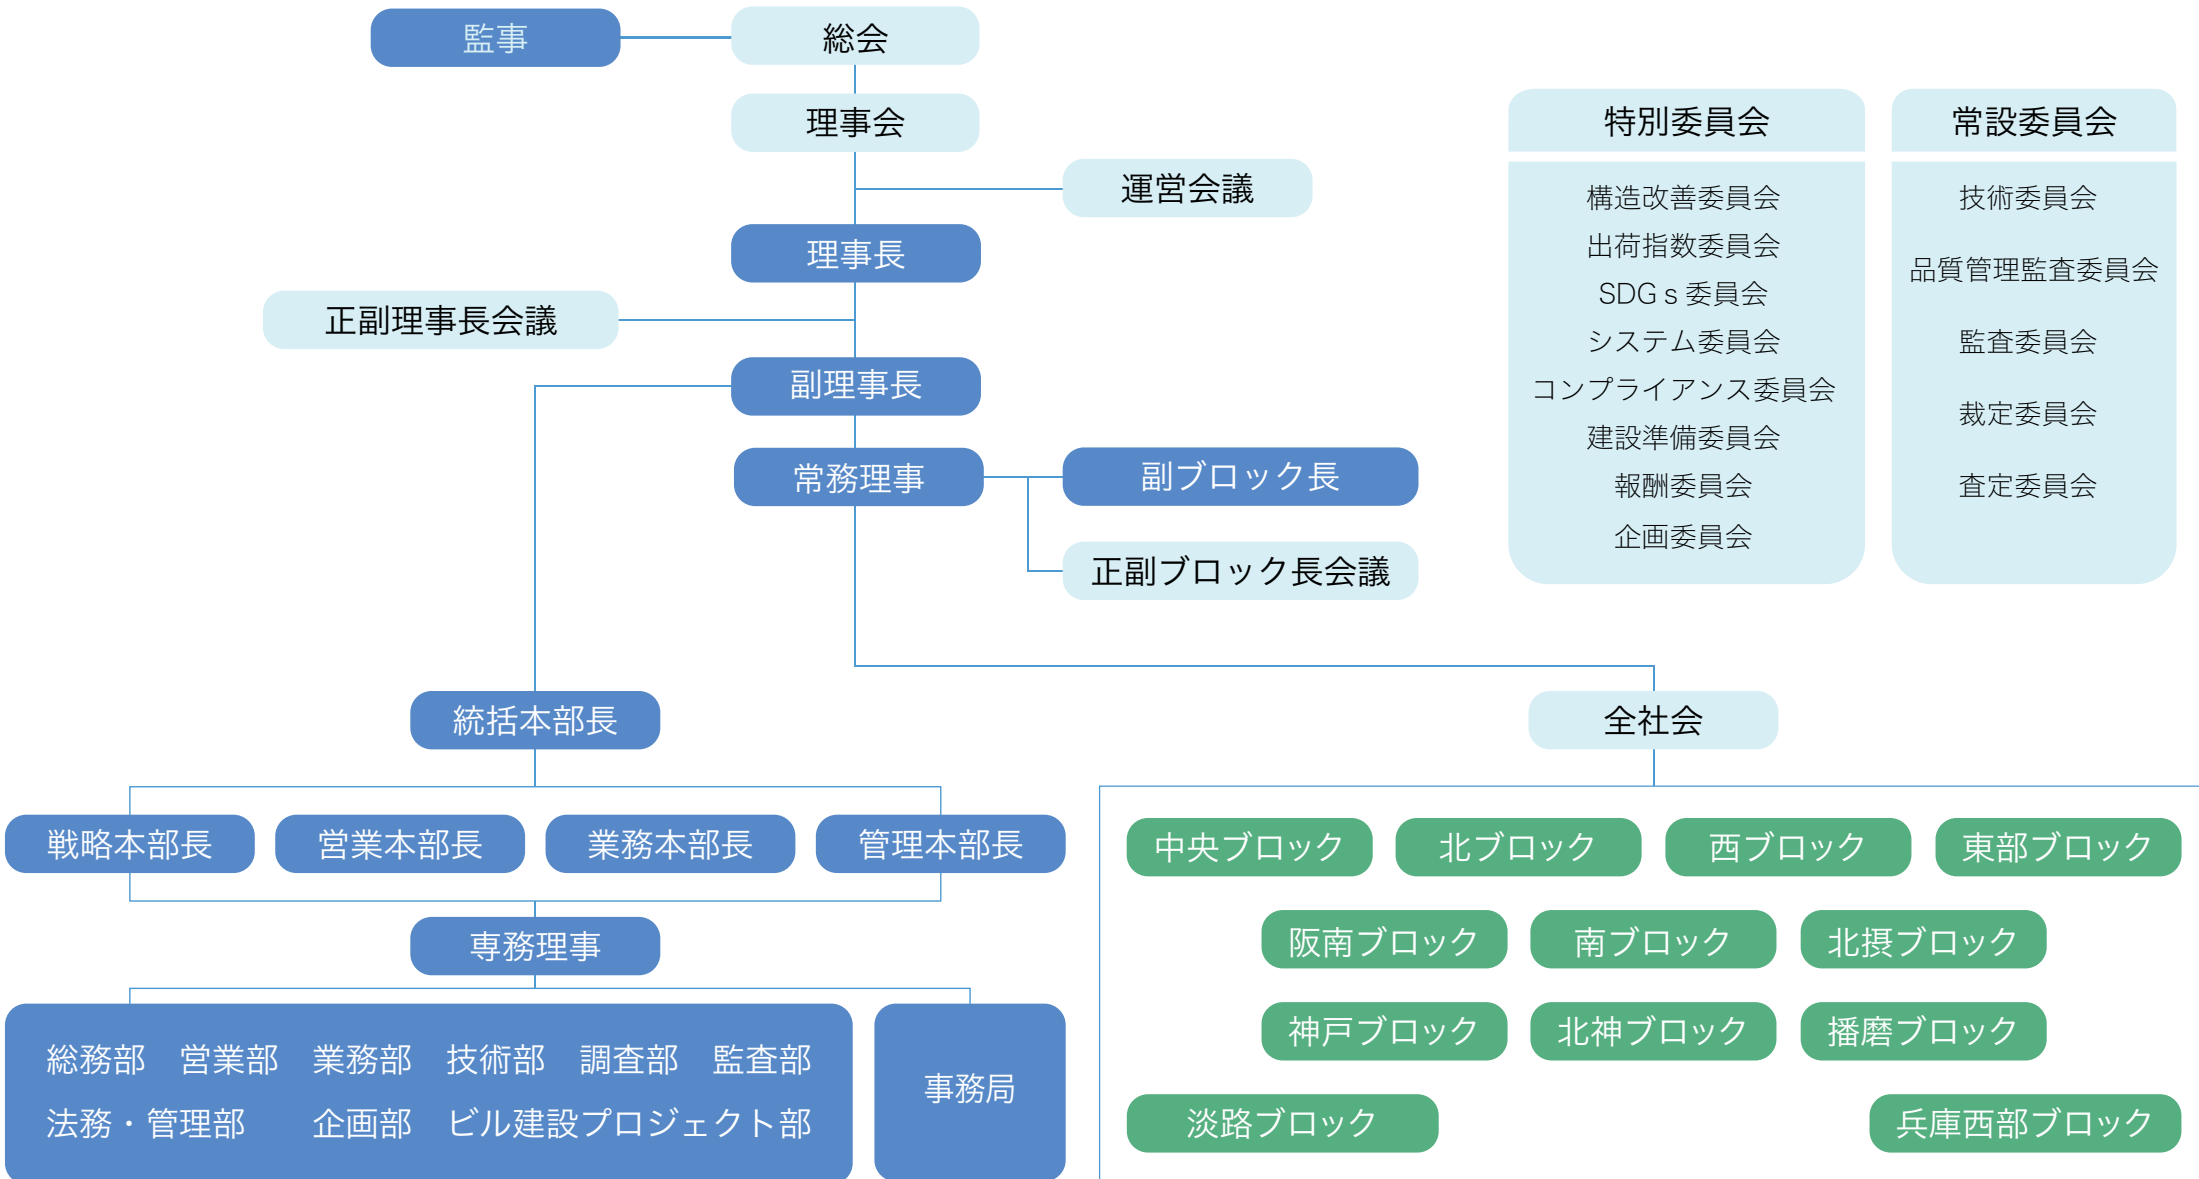 監事
総会
理事会
運営会議
理事長
正副理事長会議
副理事長
常務理事
副ブロック長
正副ブロック長会議
特別委員会
構造改善委員会
出荷指数委員会
SDGｓ委員会
システム委員会
コンプライアンス委員会
建設準備委員会
報酬委員会
企画委員会
常設委員会
技術委員会
品質管理監査委員会
監査委員会
裁定委員会
査定委員会
統括本部長
戦略本部長
営業本部長
業務本部長
管理本部長
専務理事
総務部　営業部　業務部　技術部　調査部　監査部
法務・管理部　　企画部　ビル建設プロジェクト部
事務局
全社会
中央ブロック
北ブロック
西ブロック
東部ブロック
阪南ブロック
南ブロック
北摂ブロック
神戸ブロック
北神ブロック
播磨ブロック
淡路ブロック
兵庫西部ブロック